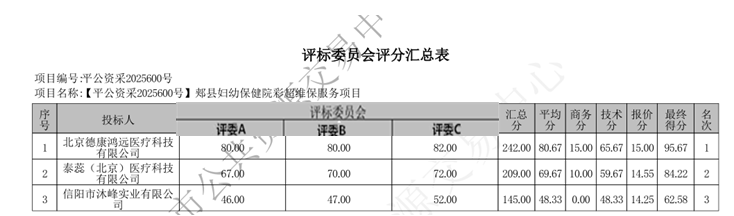 评标委员会评分汇总表
项目编号:平公资采2025600号
项目名称:【平公资采2025600号】郏县妇幼保健院彩超维保服务项目
序号 投标人 评标委员会 汇总分 平均分 商务分 技术分 报价分 最终得分 名次
评委A 评委B 评委C
1 北京德康鸿远医疗科技有限公司 80.00 80.00 82.00 242.00 80.67 15.00 65.67 15.00 95.67 1
2 泰蕊(北京)医疗科技有限公司 67.00 70.00 72.00 209.00 69.67 10.00 59.67 14.55 84.22 2
3 信阳市沐峰实业有限公司 46.00 47.00 52.00 145.00 48.33 0.00 48.33 14.25 62.58 3